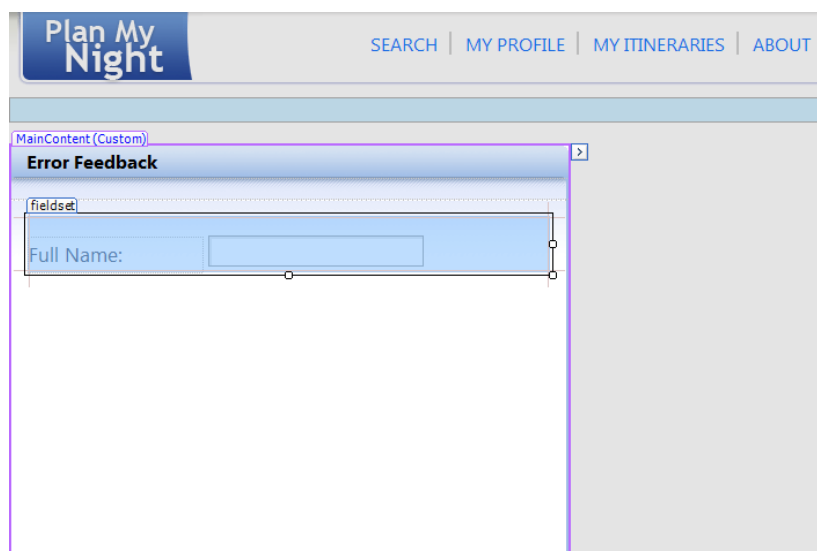 Plan My
Night
SEARCH | MY PROFILE | MY ITINERARIES | ABOUT
MainContent (Custom)
>
Error Feedback
fieldset
Full Name: